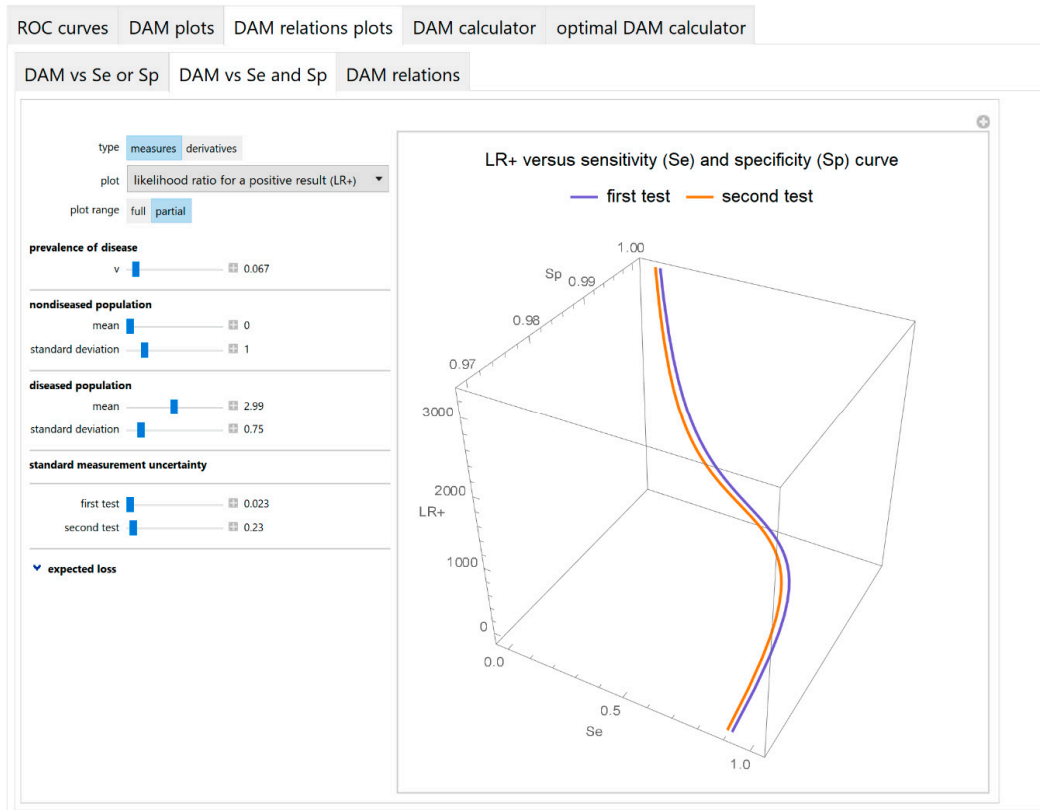 ROC curves DAM plots DAM relations plots DAM calculator optimal DAM calculator
DAM vs Se or Sp DAM vs Se and Sp DAM relations
type measures derivatives
plot likelihood ratio for a positive result (LR+)
plot range full partial
prevalence of disease
v 0.067
nondiseased population
mean 0
standard deviation 1
diseased population
mean 2.99
standard deviation 0.75
standard measurement uncertainty
first test 0.023
second test 0.23
expected loss
LR+ versus sensitivity (Se) and specificity (Sp) curve
first test second test
1.00
Sp 0.99
0.98
0.97
3000
2000
LR+
1000
0
0.0
0.5
Se
1.0